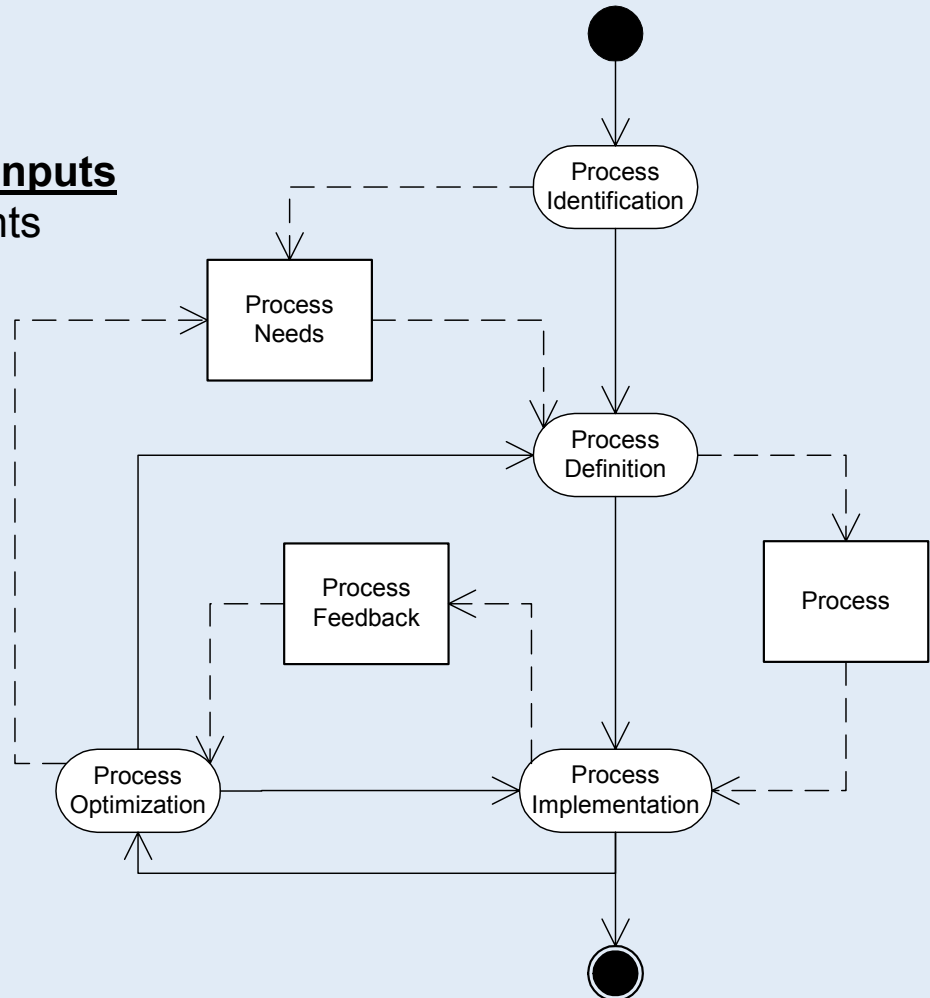 Process
Identification
nputs
nts
Process
Needs
Process
Definition
Process
Feedback
Process
Process
Optimization
Process
Implementation